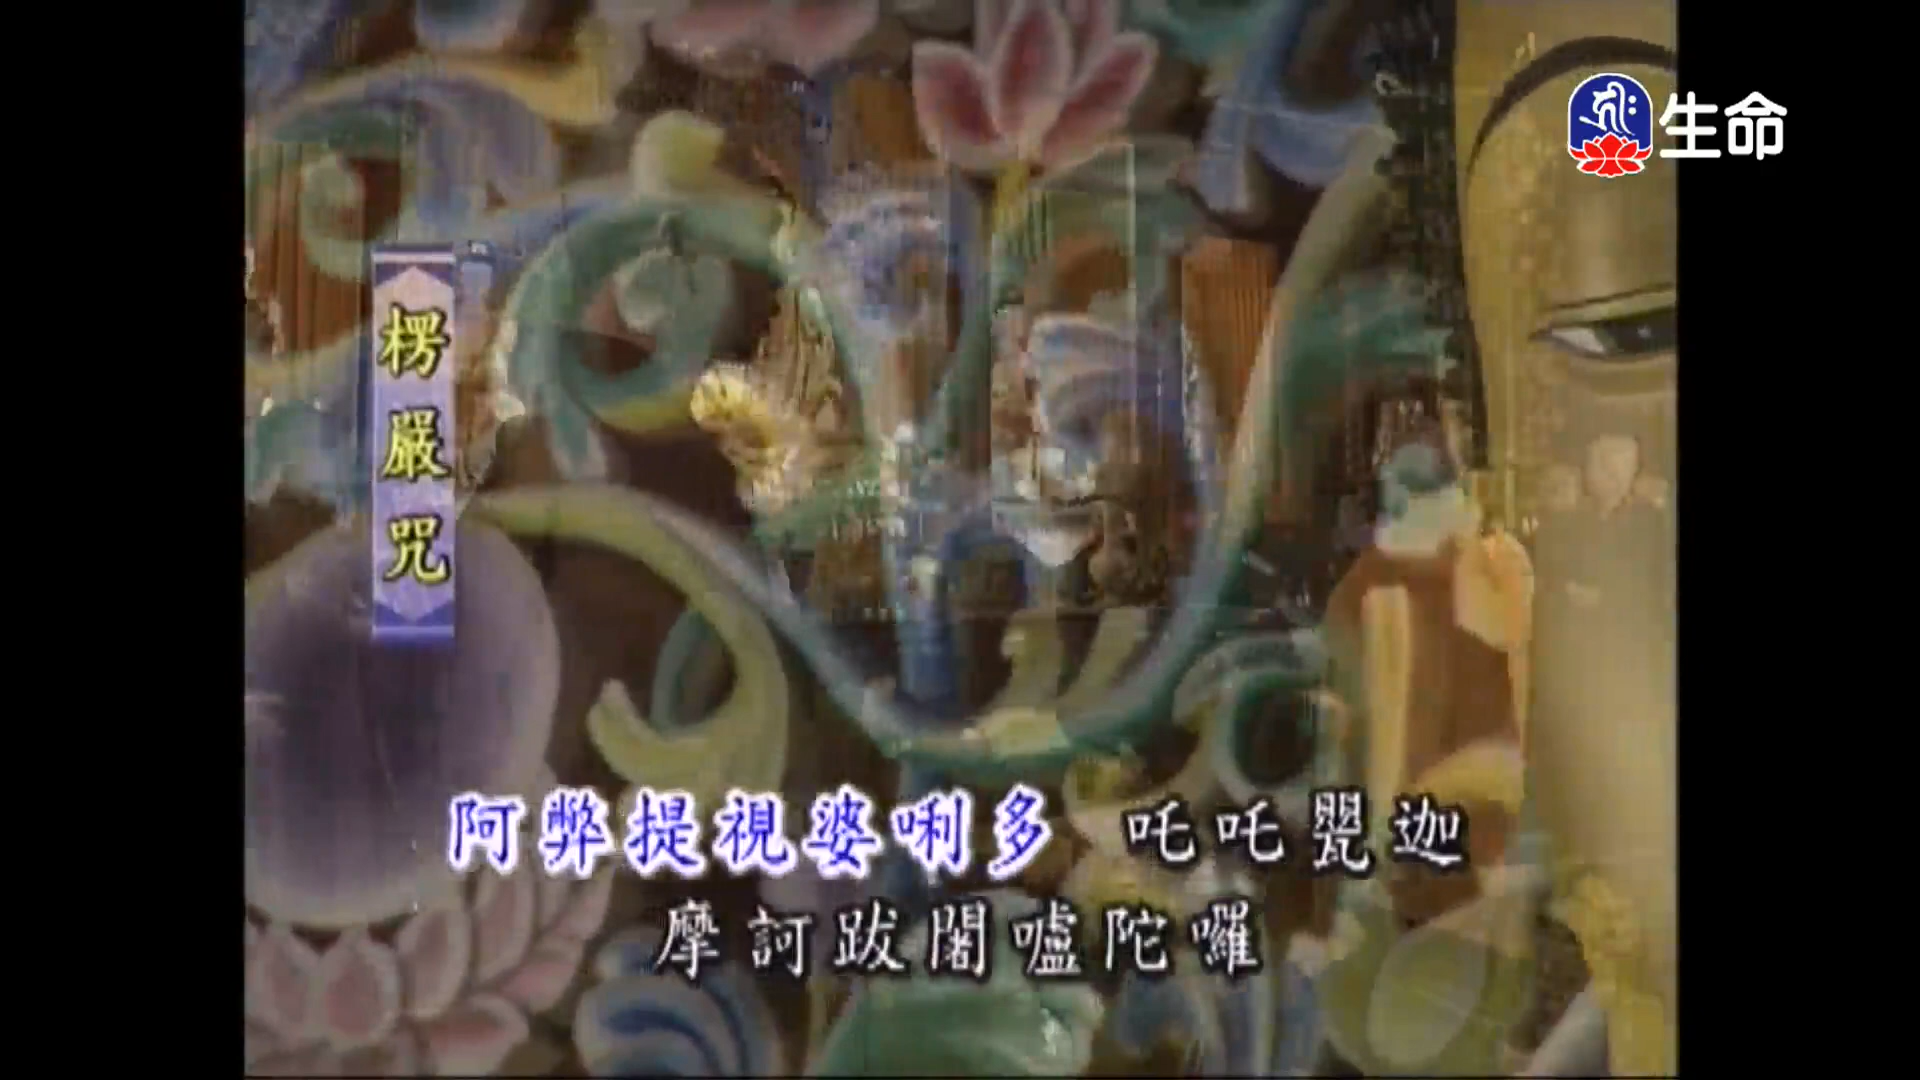 生命
楞嚴咒
阿弊提視婆唎多 吒吒甖迦
摩訶跋闍嚧陀囉